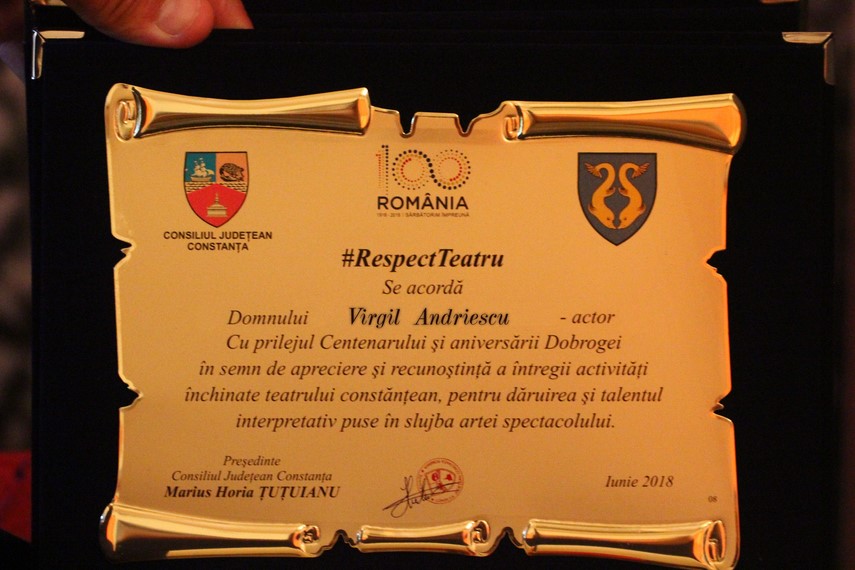 100
ROMÂNIA
1918 - 2018 | SĂRBĂTORIM ÎMPREUNĂ
CONSILIUL JUDEȚEAN
CONSTANȚA
#RespectTeatru
Se acordă
Domnului Virgil Andriescu - actor
Cu prilejul Centenarului și aniversării Dobrogei
în semn de apreciere și recunoștință a întregii activități
închinate teatrului constănțean, pentru dăruirea și talentul
interpretativ puse în slujba artei spectacolului.
Președinte
Consiliul Județean Constanța
Marius Horia ȚUȚUIANU
Iunie 2018
08